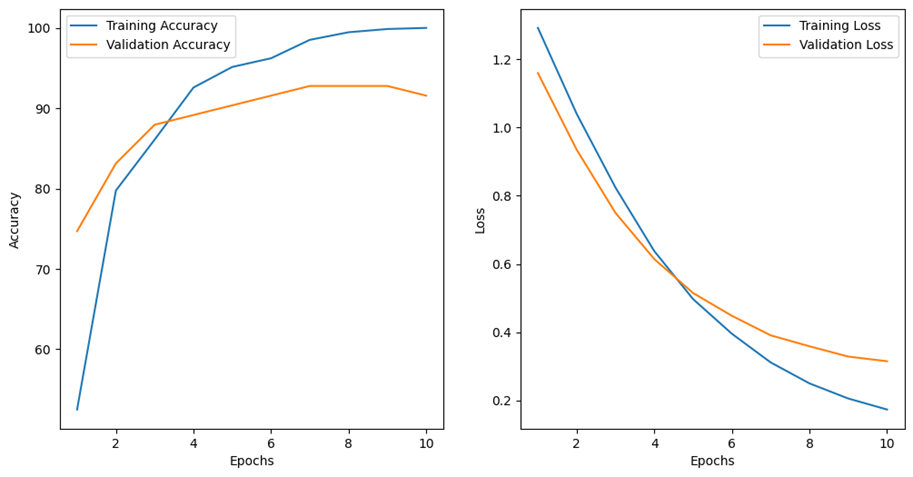 Training Accuracy
Validation Accuracy
100
90
80
70
60
Accuracy
2 4 6 8 10
Epochs
Training Loss
Validation Loss
1.2
1.0
0.8
0.6
0.4
0.2
Loss
2 4 6 8 10
Epochs